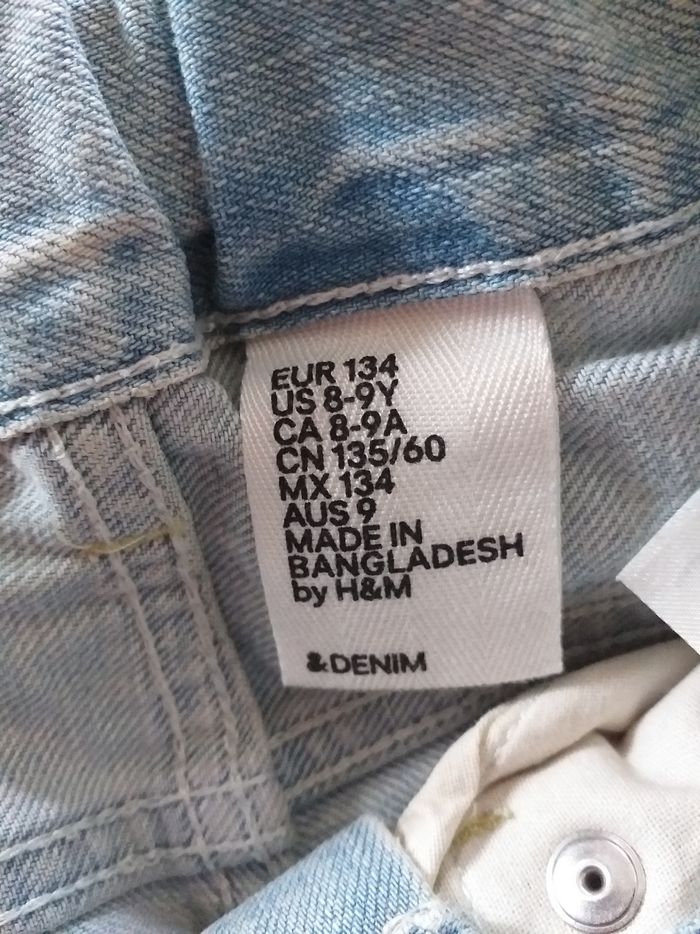 EUR 134
US 8-9Y
CA 8-9A
CN 135/60
MX 134
AUS 9
MADE IN
BANGLADESH
by H&M
&DENIM